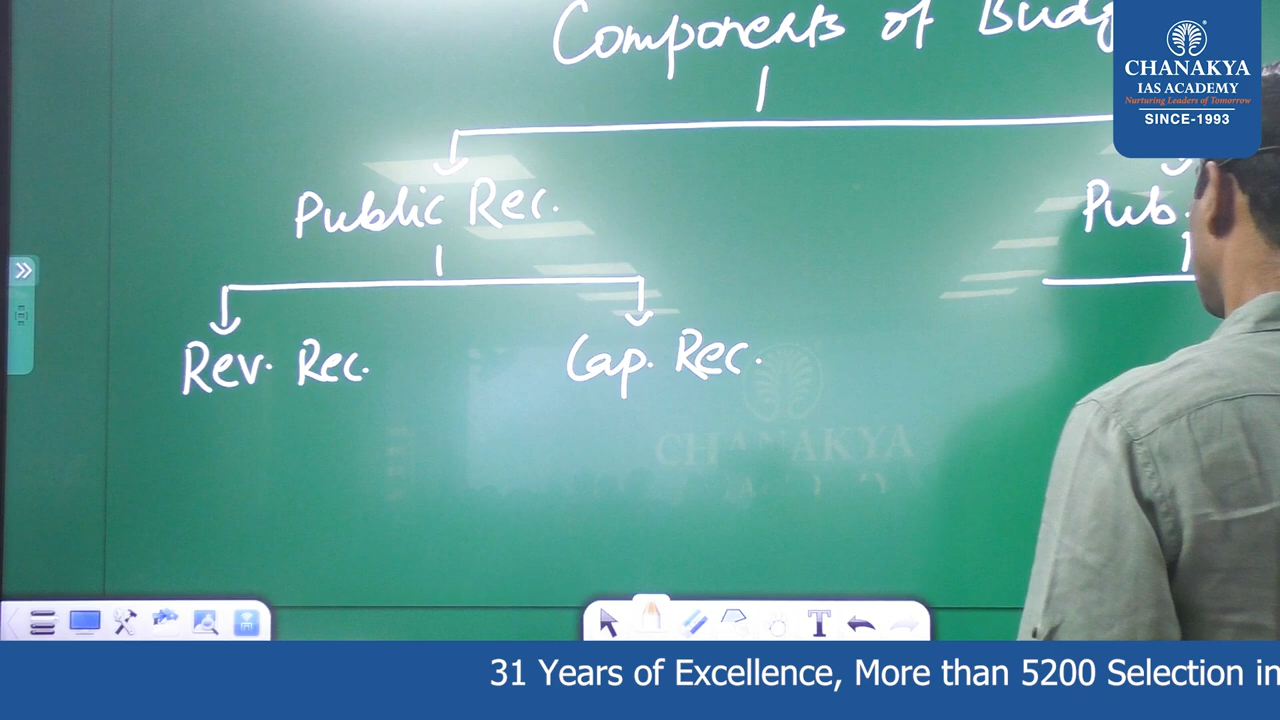 Components of Budg
CHANAKYA
IAS ACADEMY
Nurturing Leaders of Tomorrow
SINCE-1993
Public Rec.
Pub.
Rev. Rec.
Cap. Rec.
CHANAKYA
31 Years of Excellence, More than 5200 Selection in